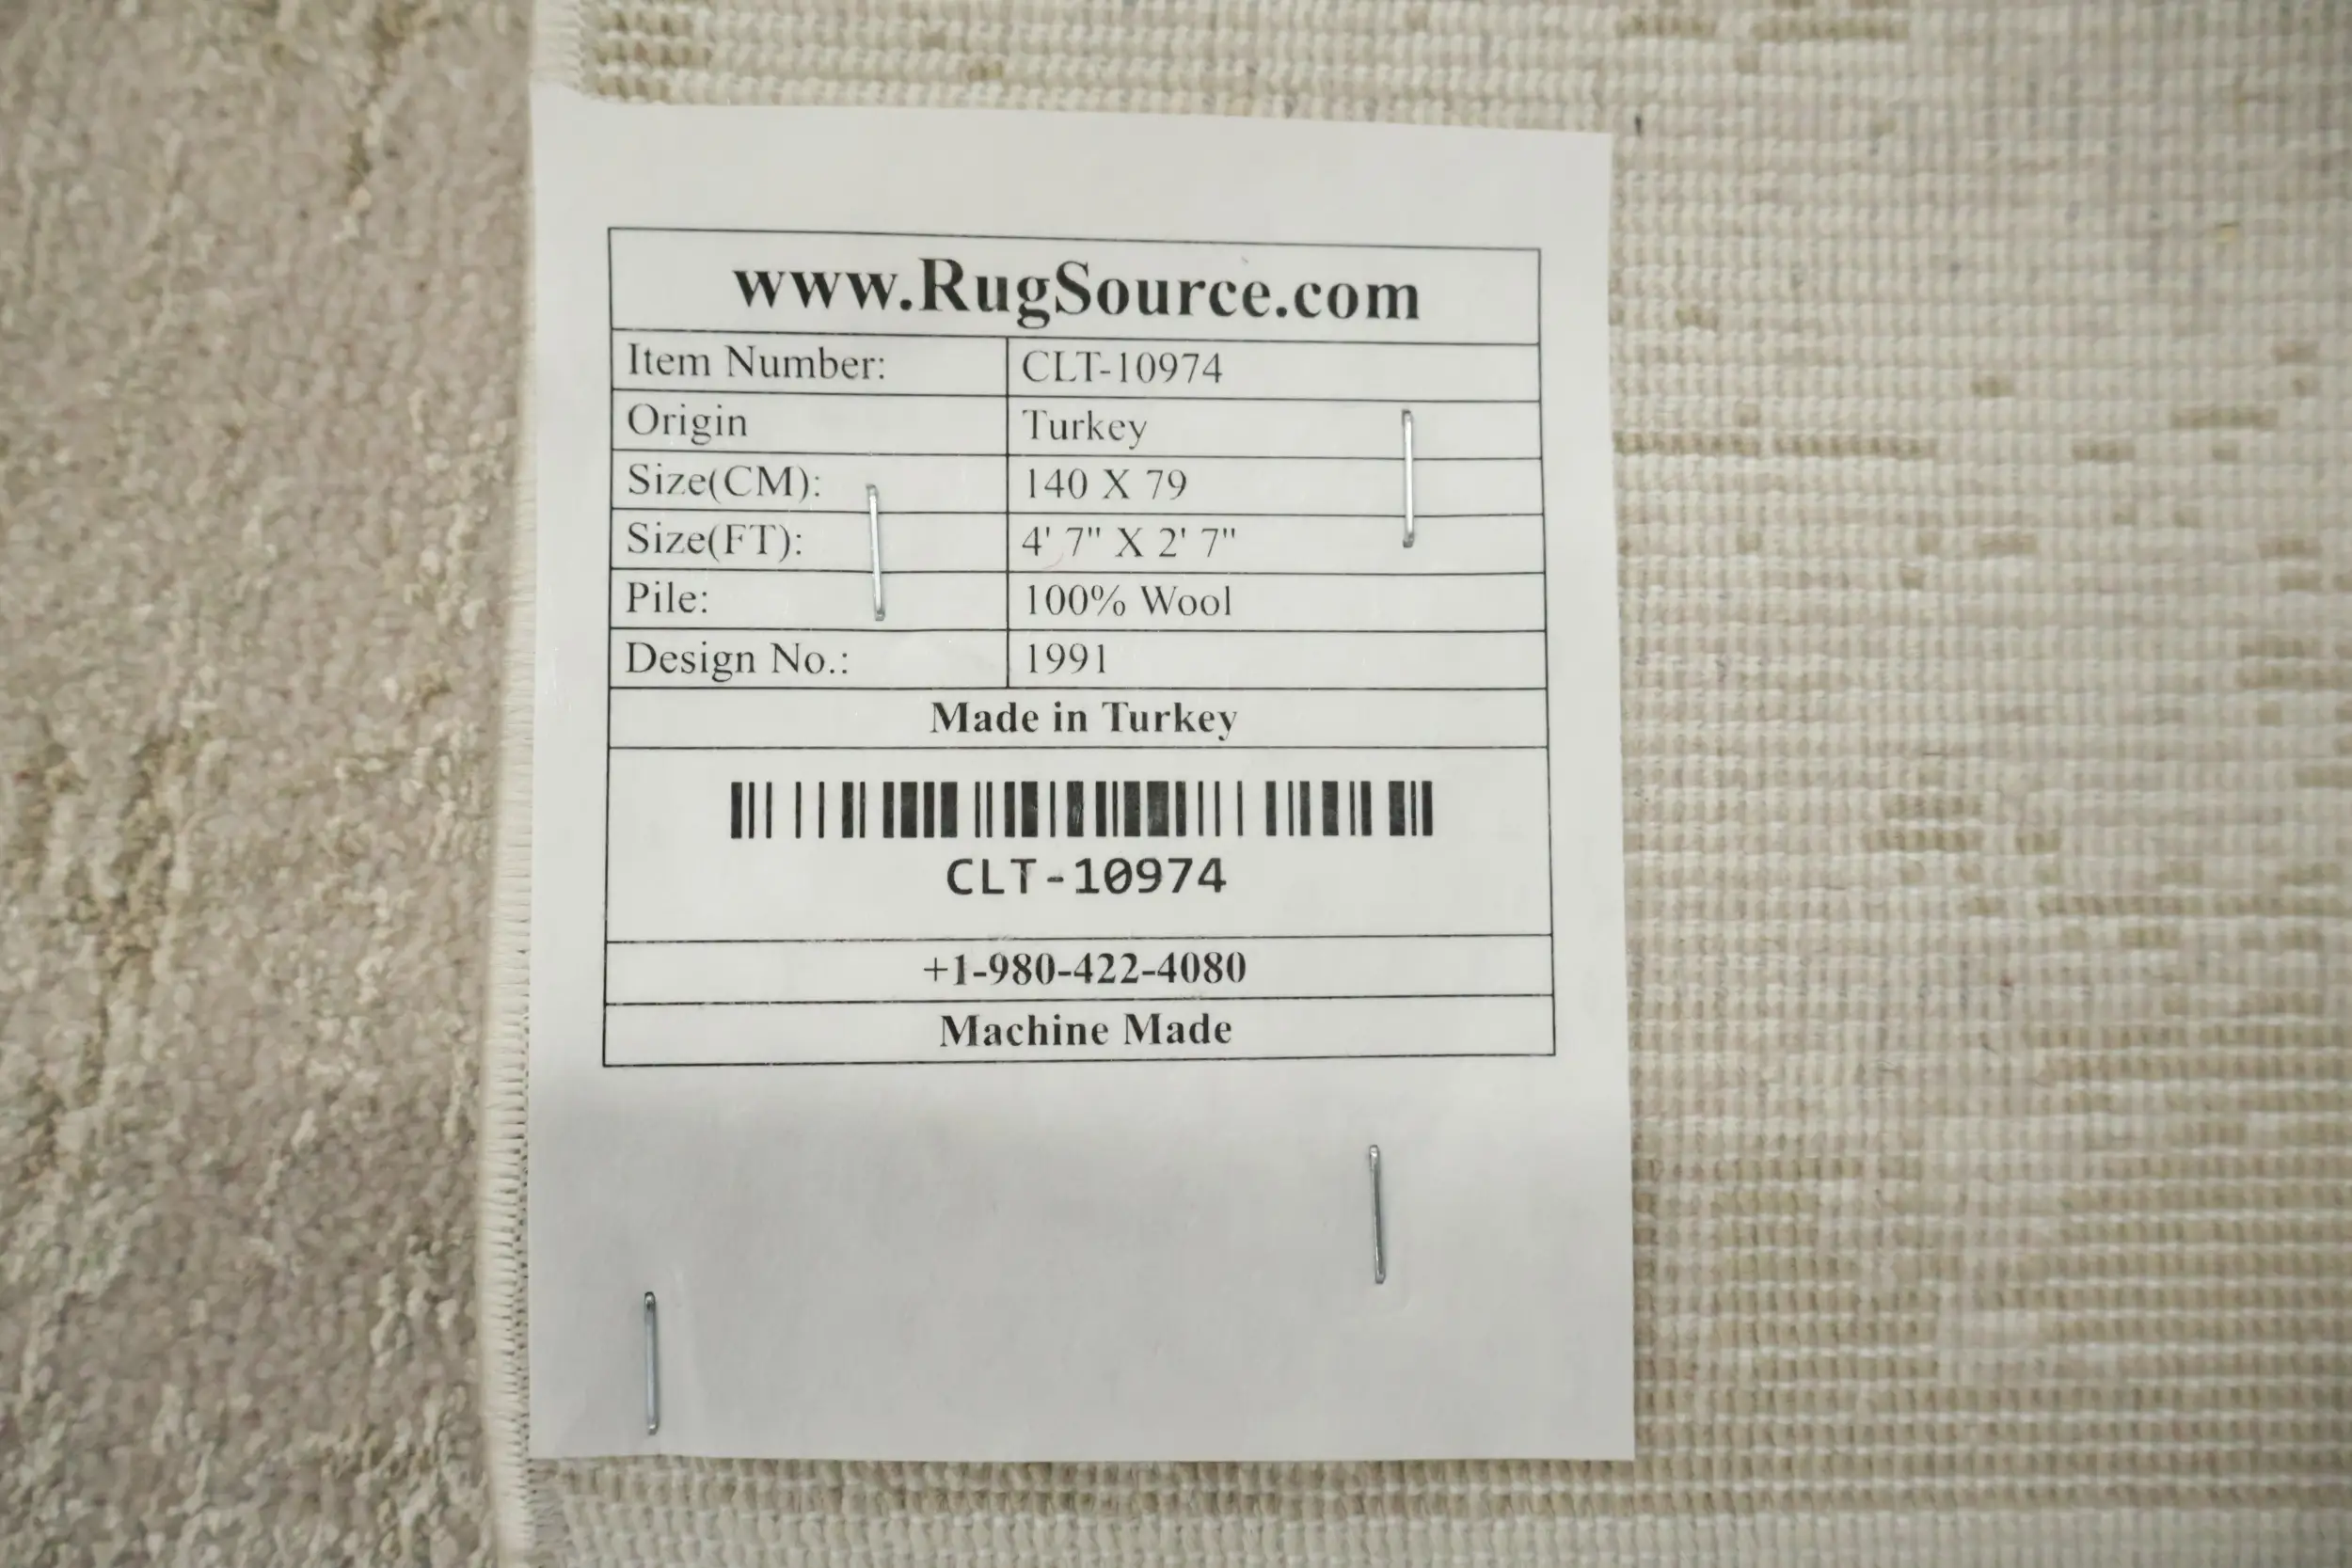 www.RugSource.com
Item Number: CLT-10974
Origin Turkey
Size(CM): 140 X 79
Size(FT): 4' 7" X 2' 7"
Pile: 100% Wool
Design No.: 1991
Made in Turkey
CLT-10974
+1-980-422-4080
Machine Made